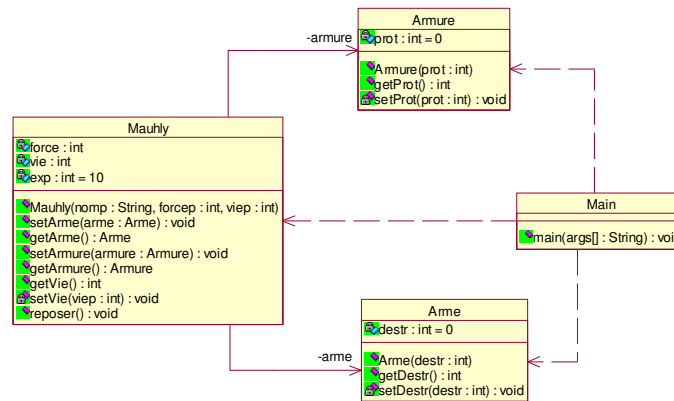 Armure
prot : int = 0
Armure(prot : int)
getProt() : int
setProt(prot : int) : void
-armure
Mauhly
force : int
vie : int
exp : int = 10
Mauhly(nomp : String, forcep : int, viep : int)
setArme(arme : Arme) : void
getArme() : Arme
setArmure(armure : Armure) : void
getArmure() : Armure
getVie() : int
setVie(viep : int) : void
reposer() : void
Main
main(args[] : String) : voi
-arme
Arme
destr : int = 0
Arme(destr : int)
getDestr() : int
setDestr(destr : int) : void